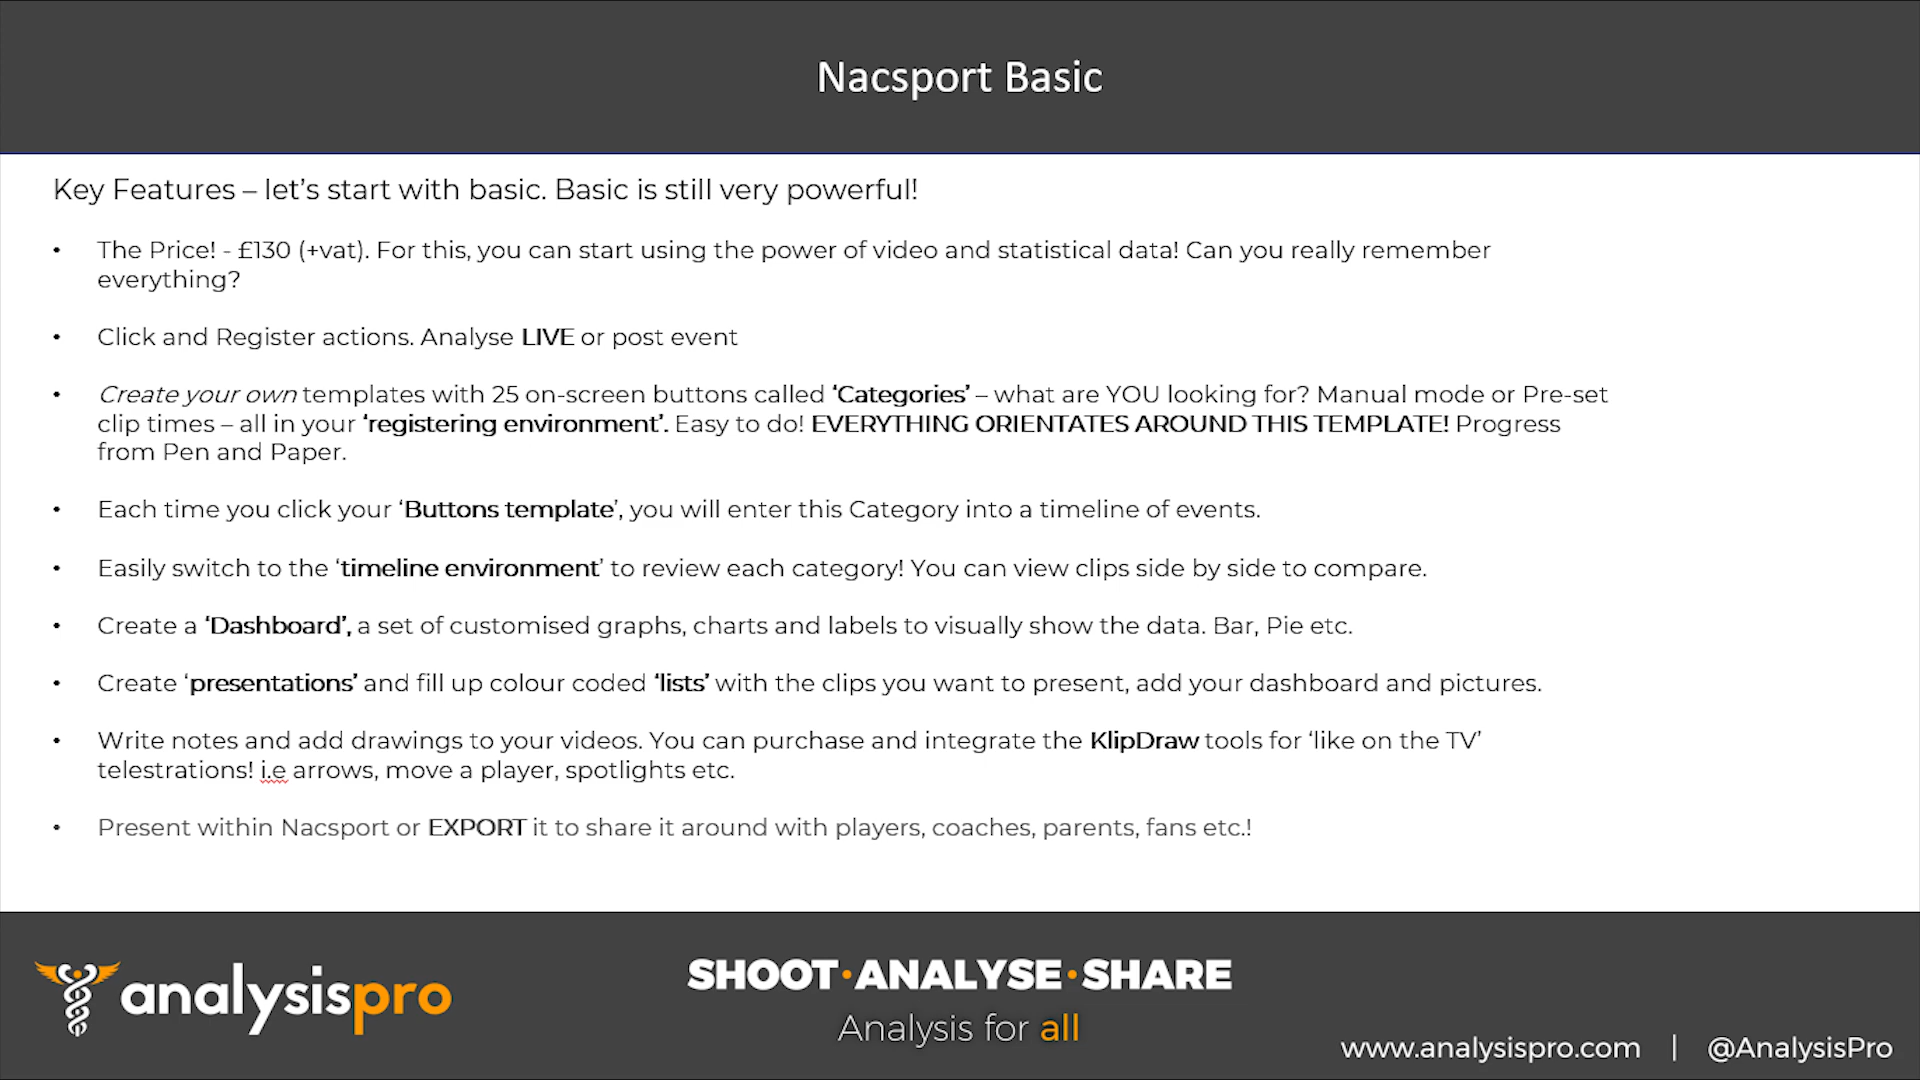 Nacsport Basic
Key Features – let's start with basic. Basic is still very powerful!
• The Price! - £130 (+vat). For this, you can start using the power of video and statistical data! Can you really remember
everything?
• Click and Register actions. Analyse LIVE or post event
• Create your own templates with 25 on-screen buttons called 'Categories' – what are YOU looking for? Manual mode or Pre-set
clip times – all in your 'registering environment'. Easy to do! EVERYTHING ORIENTATES AROUND THIS TEMPLATE! Progress
from Pen and Paper.
• Each time you click your 'Buttons template', you will enter this Category into a timeline of events.
• Easily switch to the 'timeline environment' to review each category! You can view clips side by side to compare.
• Create a 'Dashboard', a set of customised graphs, charts and labels to visually show the data. Bar, Pie etc.
• Create 'presentations' and fill up colour coded 'lists' with the clips you want to present, add your dashboard and pictures.
• Write notes and add drawings to your videos. You can purchase and integrate the KlipDraw tools for 'like on the TV'
telestrations! i.e arrows, move a player, spotlights etc.
• Present within Nacsport or EXPORT it to share it around with players, coaches, parents, fans etc.!
analysispro
SHOOT·ANALYSE·SHARE
Analysis for all
www.analysispro.com | @AnalysisPro